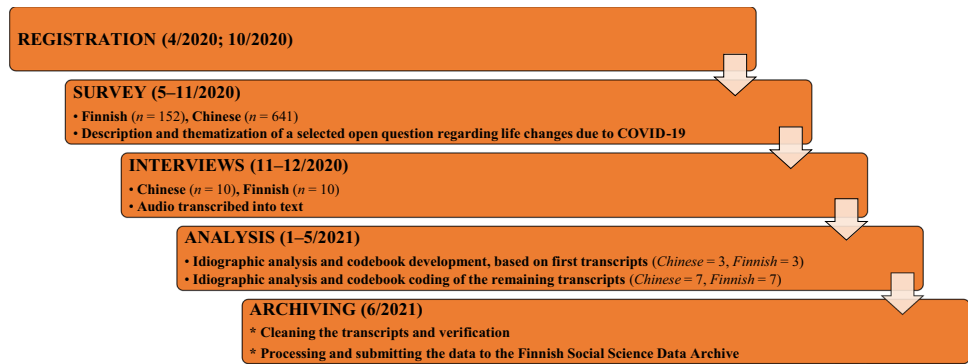 REGISTRATION (4/2020; 10/2020)
SURVEY (5–11/2020)
• Finnish (n = 152), Chinese (n = 641)
• Description and thematization of a selected open question regarding life changes due to COVID-19
INTERVIEWS (11–12/2020)
• Chinese (n = 10), Finnish (n = 10)
• Audio transcribed into text
ANALYSIS (1–5/2021)
• Idiographic analysis and codebook development, based on first transcripts (Chinese = 3, Finnish = 3)
• Idiographic analysis and codebook coding of the remaining transcripts (Chinese = 7, Finnish = 7)
ARCHIVING (6/2021)
* Cleaning the transcripts and verification
* Processing and submitting the data to the Finnish Social Science Data Archive